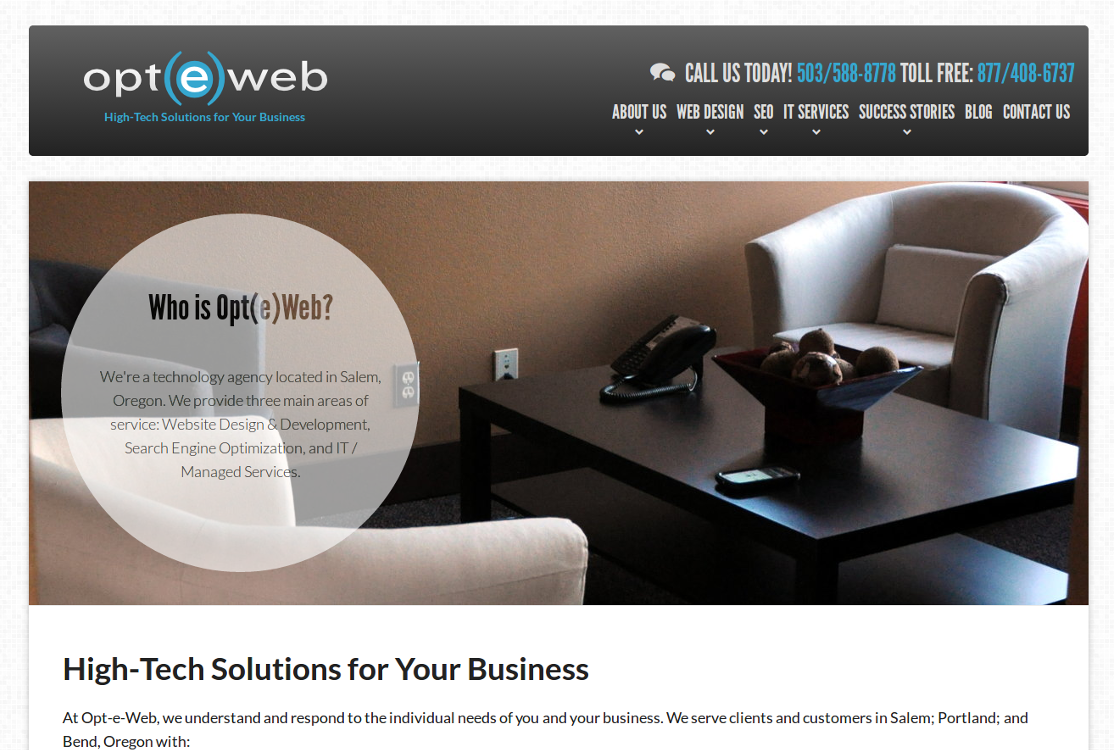 opt(e)web
High-Tech Solutions for Your Business
CALL US TODAY! 503/588-8778 TOLL FREE: 877/408-6737
ABOUT US WEB DESIGN SEO IT SERVICES SUCCESS STORIES BLOG CONTACT US
Who is Opt(e)Web?
We're a technology agency located in Salem,
Oregon. We provide three main areas of
service: Website Design & Development,
Search Engine Optimization, and IT /
Managed Services.
High-Tech Solutions for Your Business
At Opt-e-Web, we understand and respond to the individual needs of you and your business. We serve clients and customers in Salem; Portland; and
Bend, Oregon with: